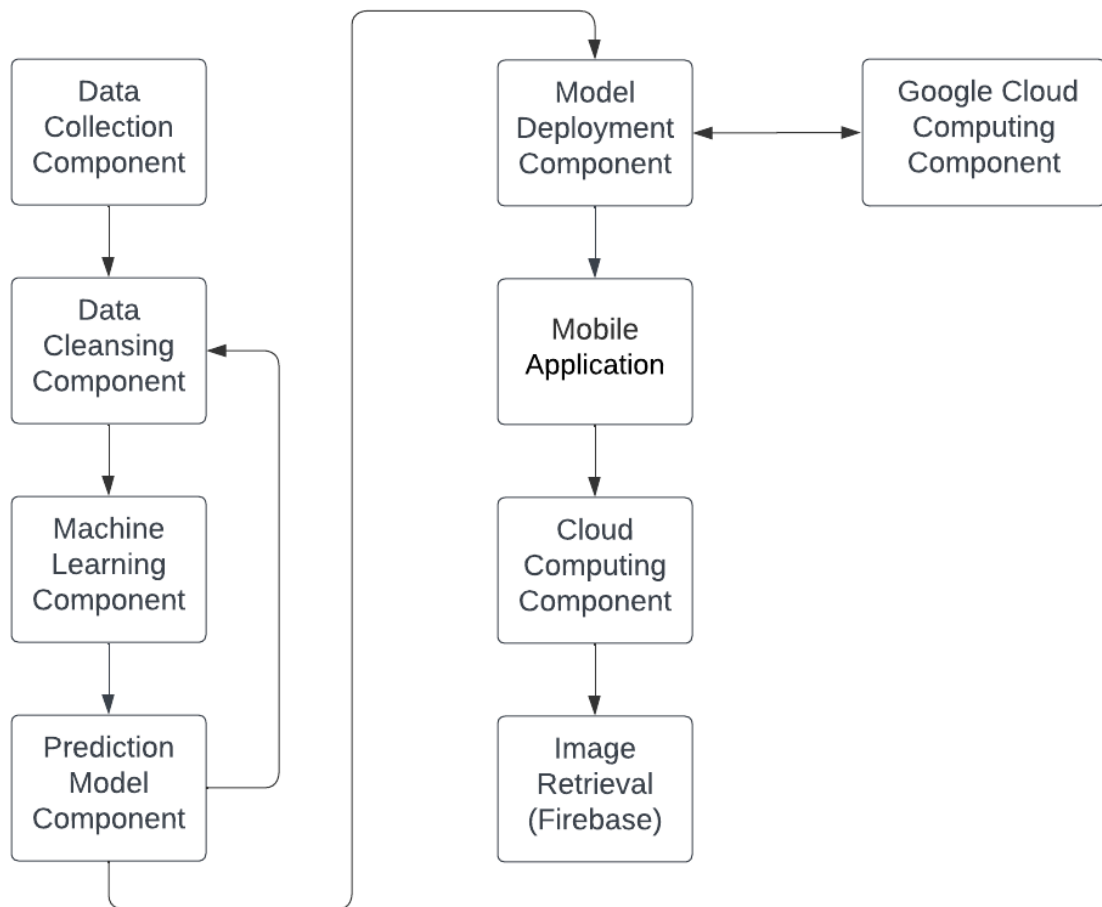 Data
Collection
Component
Data
Cleansing
Component
Machine
Learning
Component
Prediction
Model
Component
Model
Deployment
Component
Google Cloud
Computing
Component
Mobile
Application
Cloud
Computing
Component
Image
Retrieval
(Firebase)